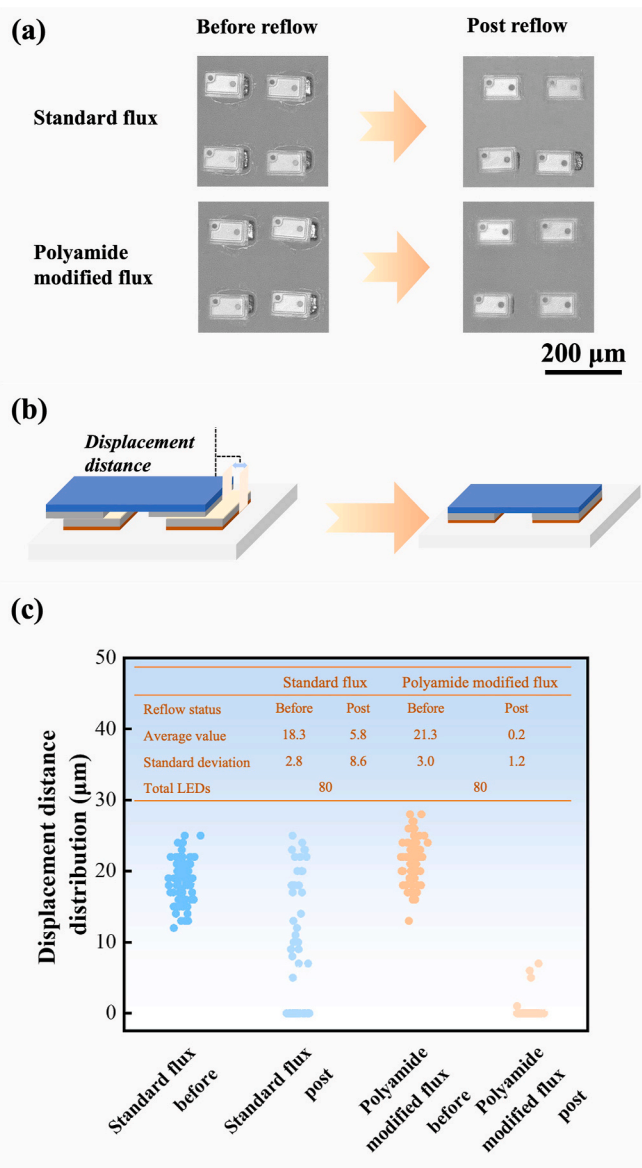 (a)
Before reflow
Post reflow
Standard flux
Polyamide
modified flux
200 μm
(b)
Displacement
distance
(c)
Displacement distance
distribution (μm)
50
40
30
20
10
0
Standard flux Polyamide modified flux
Reflow status Before Post Before Post
Average value 18.3 5.8 21.3 0.2
Standard deviation 2.8 8.6 3.0 1.2
Total LEDs 80 80
Standard flux
before
Standard flux
post
Polyamide
modified flux
before
Polyamide
modified flux
post